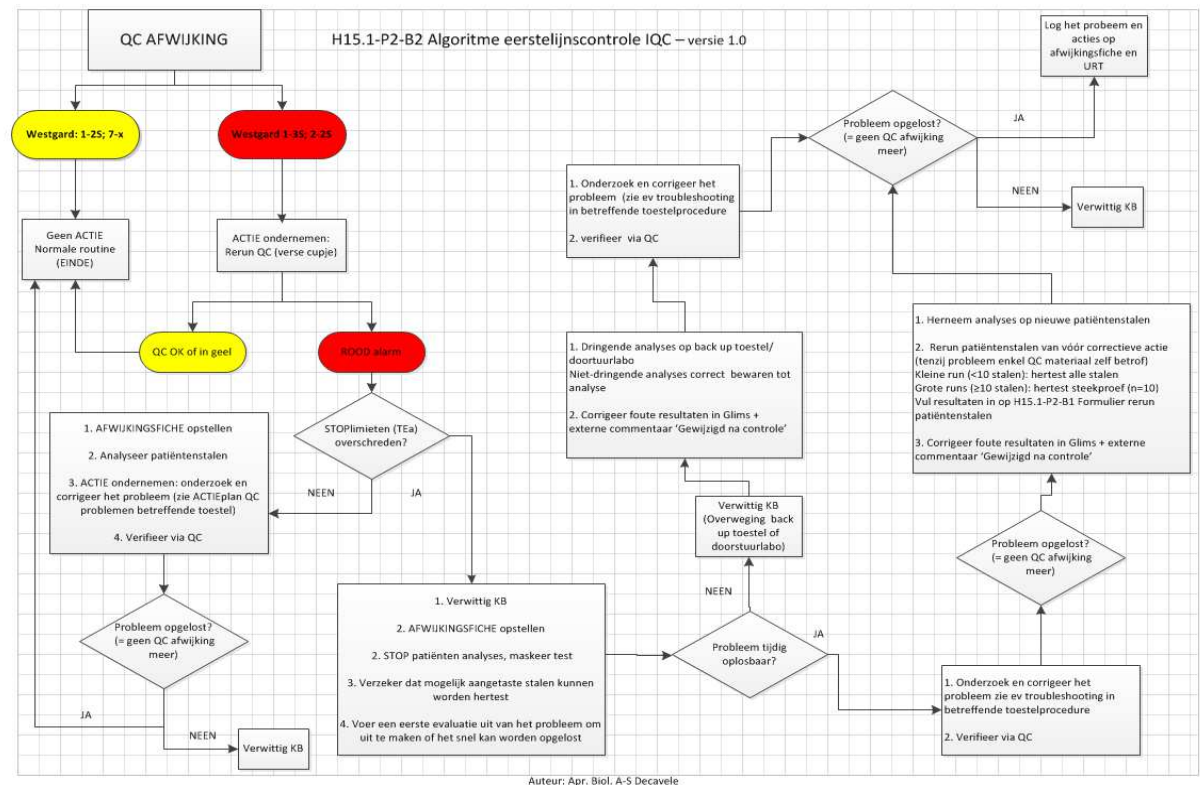 QC AFWIJKING
H15.1-P2-B2 Algoritme eerstelijnscontrole IQC – versie 1.0
Westgard: 1-2S; 7-x
Westgard 1-3S; 2-2S
Geen ACTIE
Normale routine
(EINDE)
ACTIE ondernemen:
Rerun QC (verse cupje)
QC OK of in geel
ROOD alarm
STOPlimieten (TEa)
overschreden?
NEEN
JA
1. AFWIJKINGSFICHE opstellen
2. Analyseer patiëntenstalen
3. ACTIE ondernemen: onderzoek en
corrigeer het probleem (zie ACTIEplan QC
problemen betreffende toestel)
4. Verifieer via QC
Probleem opgelost?
(= geen QC afwijking
meer)
JA
NEEN
Verwittig KB
1. Verwittig KB
2. AFWIJKINGSFICHE opstellen
2. STOP patiënten analyses, maskeer test
3. Verzeker dat mogelijk aangetaste stalen kunnen
worden hertest
4. Voer een eerste evaluatie uit van het probleem om
uit te maken of het snel kan worden opgelost
Probleem tijdig
oplosbaar?
NEEN
JA
Verwittig KB
(Overweging back
up toestel of
doorstuurlabo)
1. Dringende analyses op back up toestel/
doortuurlabo
Niet-dringende analyses correct bewaren tot
analyse
2. Corrigeer foute resultaten in Glims +
externe commentaar ‘Gewijzigd na controle’
1. Onderzoek en corrigeer het
probleem (zie ev troubleshooting
in betreffende toestelprocedure
2. verifieer via QC
Probleem opgelost?
(= geen QC afwijking
meer)
JA
NEEN
Log het probeem en
acties op
afwijkingsfiche en
URT
Verwittig KB
1. Herneem analyses op nieuwe patiëntenstalen
2. Rerun patiëntenstalen van vóór correctieve actie
(tenzij probleem enkel QC materiaal zelf betrof)
Kleine run (<10 stalen): hertest alle stalen
Grote runs (≥10 stalen): hertest steekproef (n=10)
Vul resultaten in op H15.1-P2-B1 Formulier rerun
patiëntenstalen
3. Corrigeer foute resultaten in Glims + externe
commentaar ‘Gewijzigd na controle’
Probleem opgelost?
(= geen QC afwijking
meer)
1. Onderzoek en corrigeer het
probleem zie ev troubleshooting in
betreffende toestelprocedure
2. Verifieer via QC
Auteur: Apr. Biol. A-S Decavele